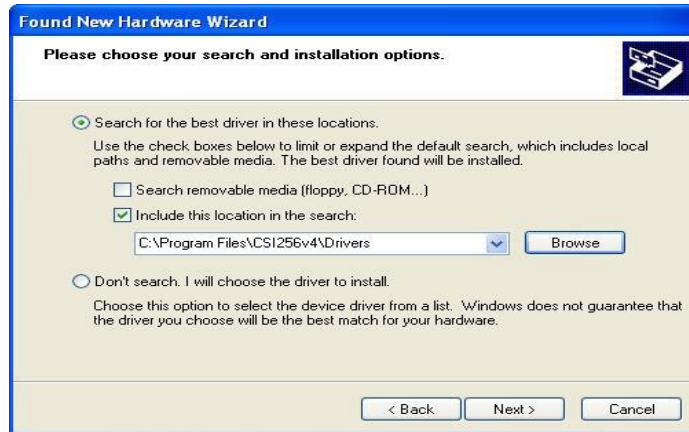 Found New Hardware Wizard
Please choose your search and installation options.
Search for the best driver in these locations.
Use the check boxes below to limit or expand the default search, which includes local
paths and removable media. The best driver found will be installed.
Search removable media (floppy, CD-ROM...)
Include this location in the search:
C:\Program Files\CSI256v4\Drivers
Browse
Don't search. I will choose the driver to install.
Choose this option to select the device driver from a list. Windows does not guarantee that
the driver you choose will be the best match for your hardware.
< Back Next > Cancel